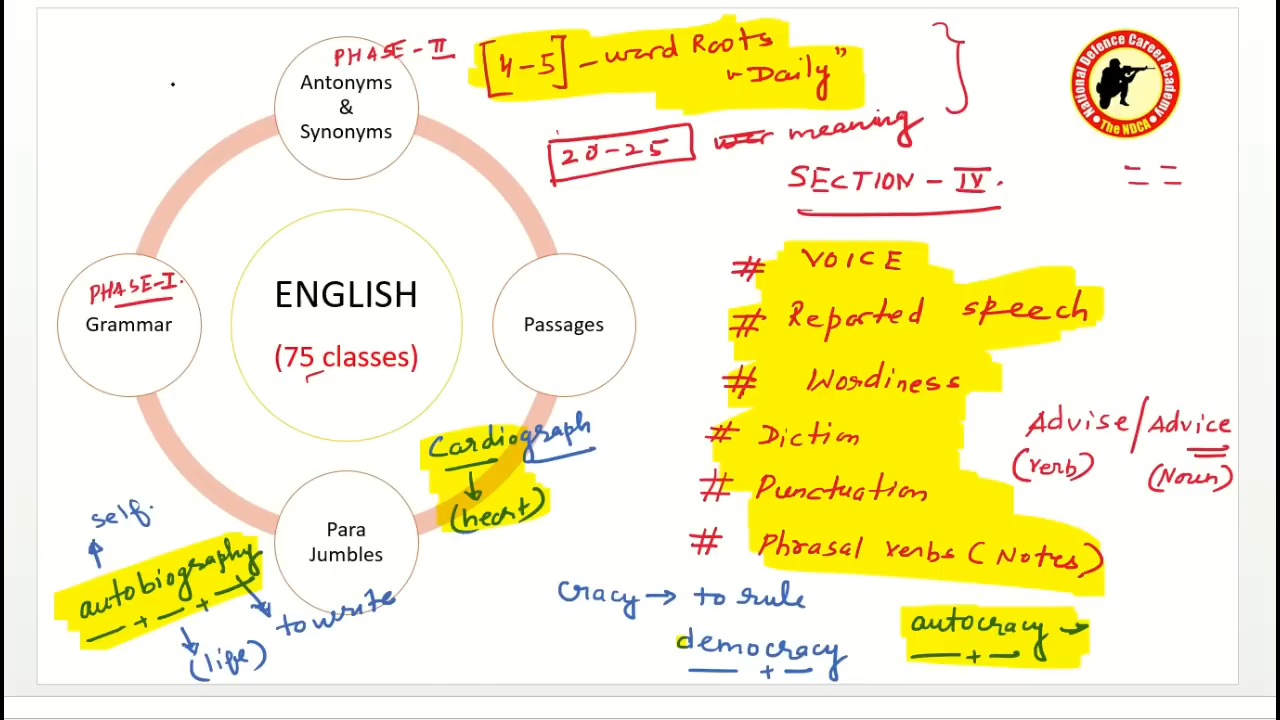 PHASE-II
Antonyms
&
Synonyms
[4-5] - word Roots
"Daily"
20-25 meaning
National Defence Career Academy
The NDCA
SECTION - IV.
PHASE-I.
Grammar
ENGLISH
(75 classes)
Passages
Para
Jumbles
# VOICE
# Reported speech
# Wordiness
# Diction
# Punctuation
# Phrasal verbs (Notes)
Advise/Advice
(verb) (Noun)
Cardiograph
(heart)
self.
autobiography
to write
(life)
cracy → to rule
democracy
autocracy →